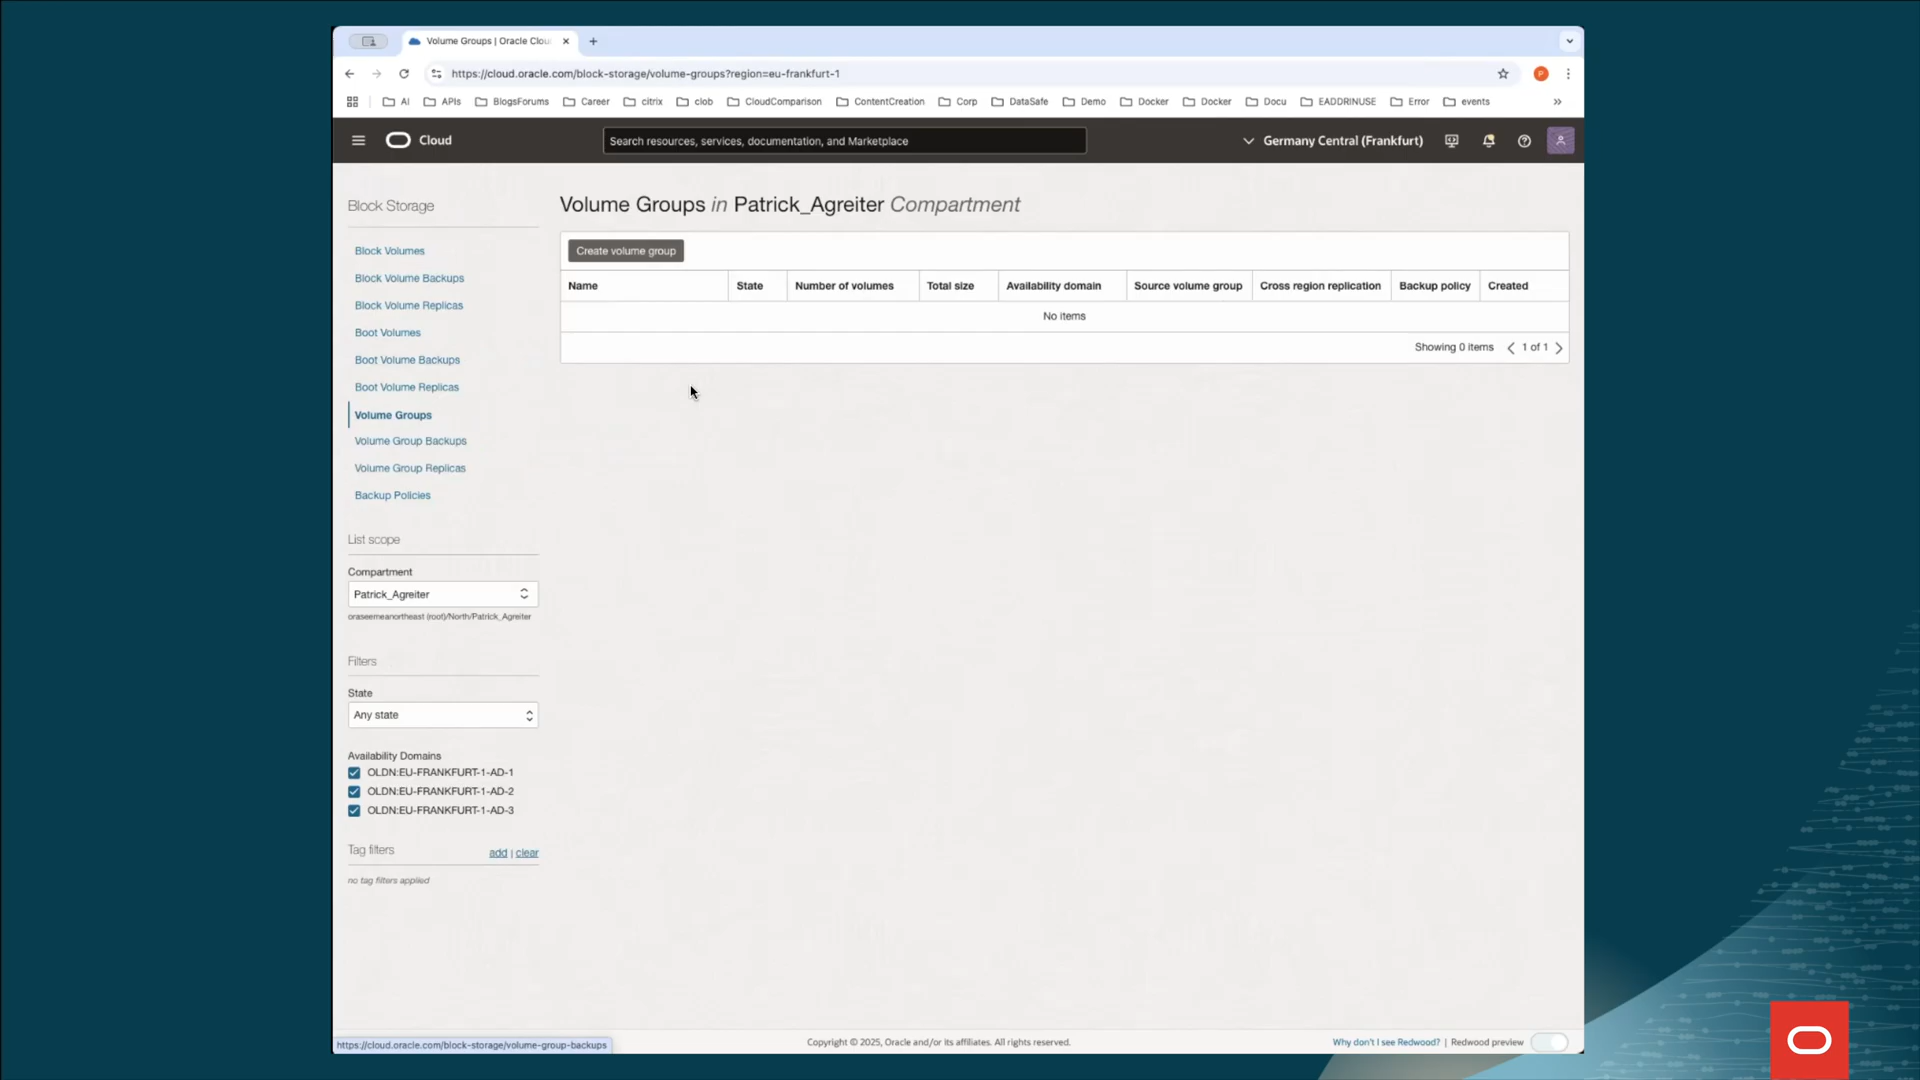 Volume Groups | Oracle Clou
https://cloud.oracle.com/block-storage/volume-groups?region=eu-frankfurt-1
P
AI APIs BlogsForums Career citrix clob CloudComparison ContentCreation Corp DataSafe Demo Docker Docker Docu EADDRINUSE Error events
Cloud
Search resources, services, documentation, and Marketplace
Germany Central (Frankfurt)
Block Storage
Block Volumes
Block Volume Backups
Block Volume Replicas
Boot Volumes
Boot Volume Backups
Boot Volume Replicas
Volume Groups
Volume Group Backups
Volume Group Replicas
Backup Policies
List scope
Compartment
Patrick_Agreiter
oraseemeanortheast (root)/North/Patrick_Agreiter
Filters
State
Any state
Availability Domains
OLDN:EU-FRANKFURT-1-AD-1
OLDN:EU-FRANKFURT-1-AD-2
OLDN:EU-FRANKFURT-1-AD-3
Tag filters add | clear
no tag filters applied
Volume Groups in Patrick_Agreiter Compartment
Create volume group
Name State Number of volumes Total size Availability domain Source volume group Cross region replication Backup policy Created
No items
Showing 0 items 1 of 1
https://cloud.oracle.com/block-storage/volume-group-backups
Copyright © 2025, Oracle and/or its affiliates. All rights reserved.
Why don't I see Redwood? | Redwood preview